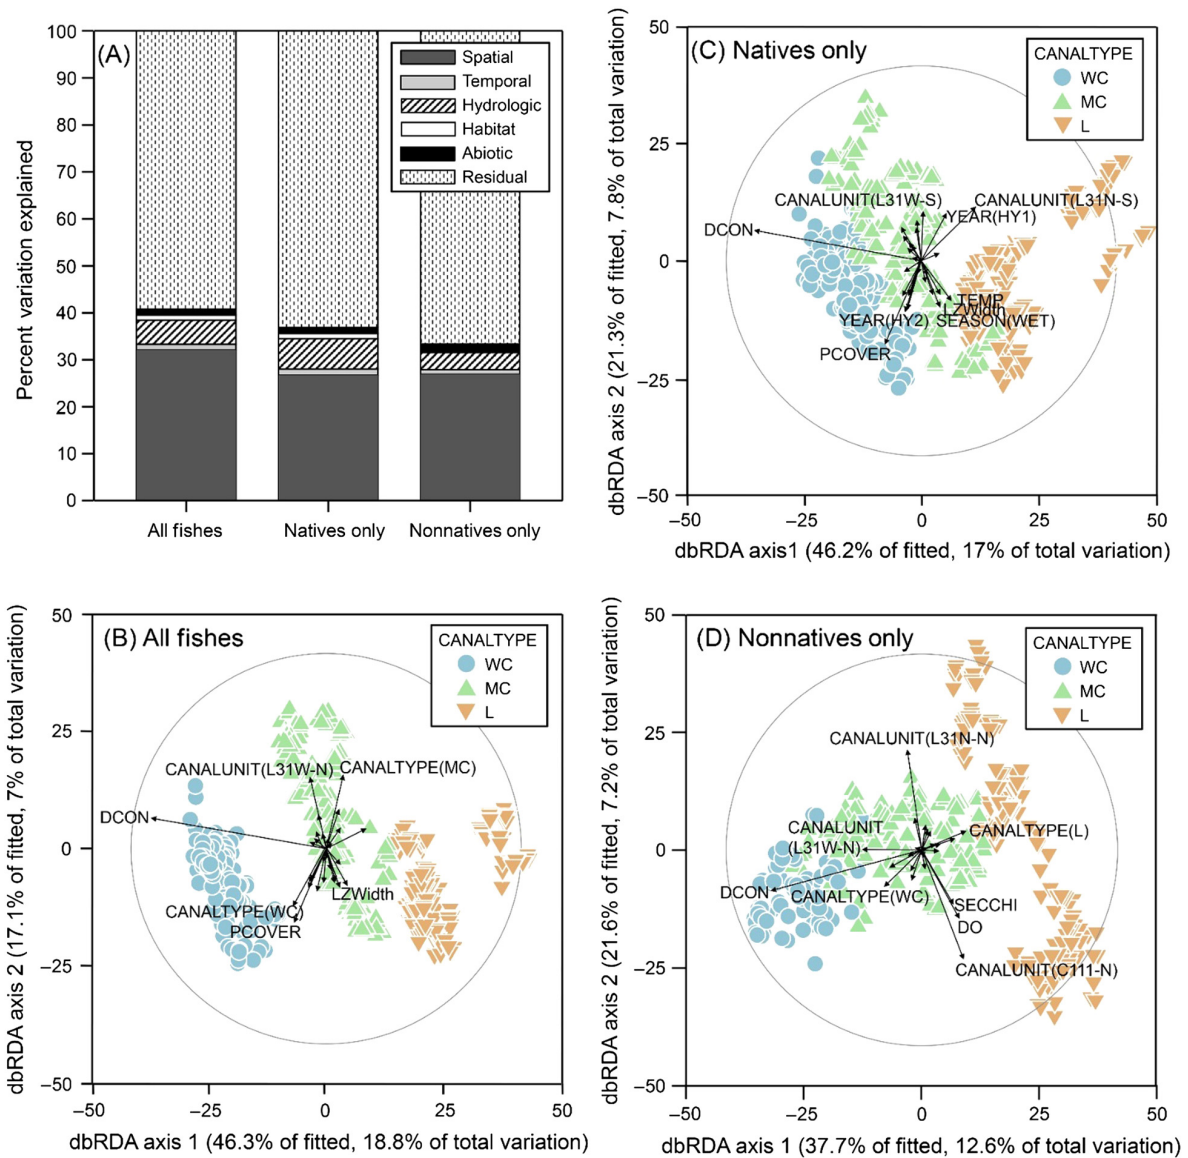 (A)
Percent variation explained
100
90
80
70
60
50
40
30
20
10
0
Spatial
Temporal
Hydrologic
Habitat
Abiotic
Residual
All fishes
Natives only
Nonnatives only
(C) Natives only
CANALTYPE
WC
MC
L
dbRDA axis 2 (21.3% of fitted, 7.8% of total variation)
50
25
0
−25
−50
CANALUNIT(L31W-S)
CANALUNIT(L31N-S)
YEAR(HY1)
DCON
TEMP
LZWidth
YEAR(HY2)
SEASON(WET)
PCOVER
−50
−25
0
25
50
dbRDA axis1 (46.2% of fitted, 17% of total variation)
(B) All fishes
CANALTYPE
WC
MC
L
dbRDA axis 2 (17.1% of fitted, 7% of total variation)
50
25
0
−25
−50
CANALUNIT(L31W-N)
CANALTYPE(MC)
DCON
LZWidth
CANALTYPE(WC)
PCOVER
−50
−25
0
25
50
dbRDA axis 1 (46.3% of fitted, 18.8% of total variation)
(D) Nonnatives only
CANALTYPE
WC
MC
L
dbRDA axis 2 (21.6% of fitted, 7.2% of total variation)
50
25
0
−25
−50
CANALUNIT(L31N-N)
CANALUNIT
(L31W-N)
CANALTYPE(L)
DCON
CANALTYPE(WC)
SECCHI
DO
CANALUNIT(C111-N)
−50
−25
0
25
50
dbRDA axis 1 (37.7% of fitted, 12.6% of total variation)